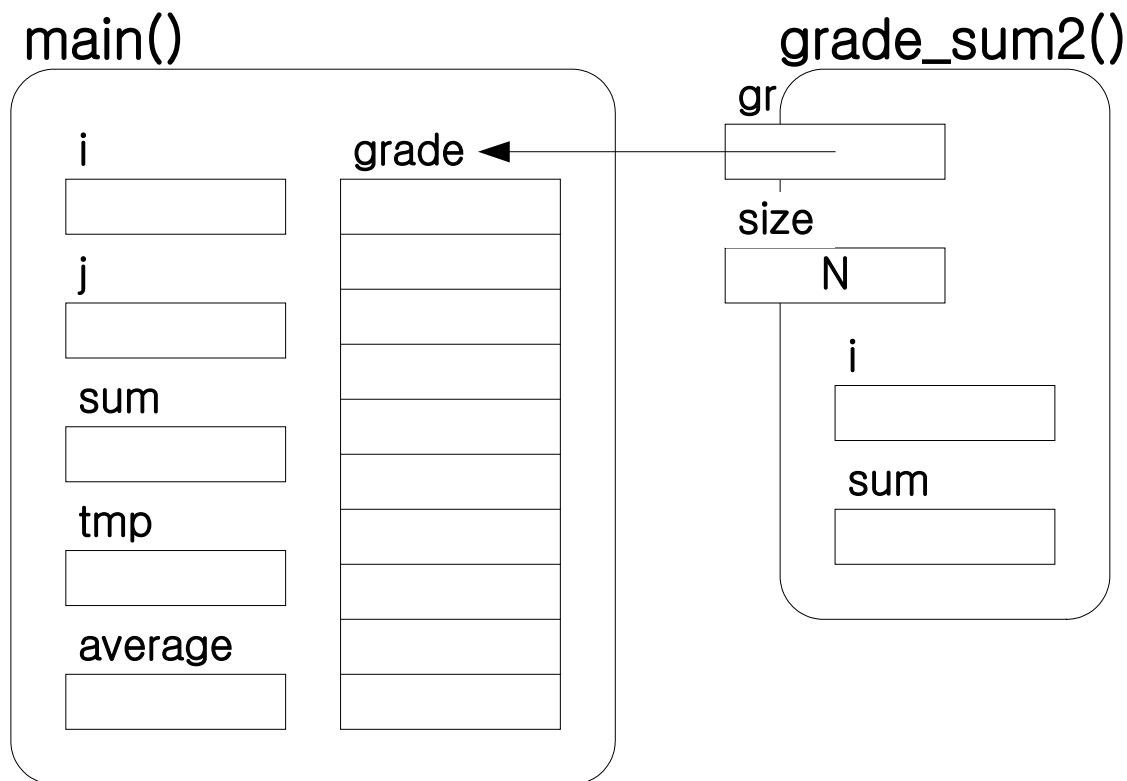 main()
i
j
sum
tmp
average
grade
grade_sum2()
gr
size
N
i
sum